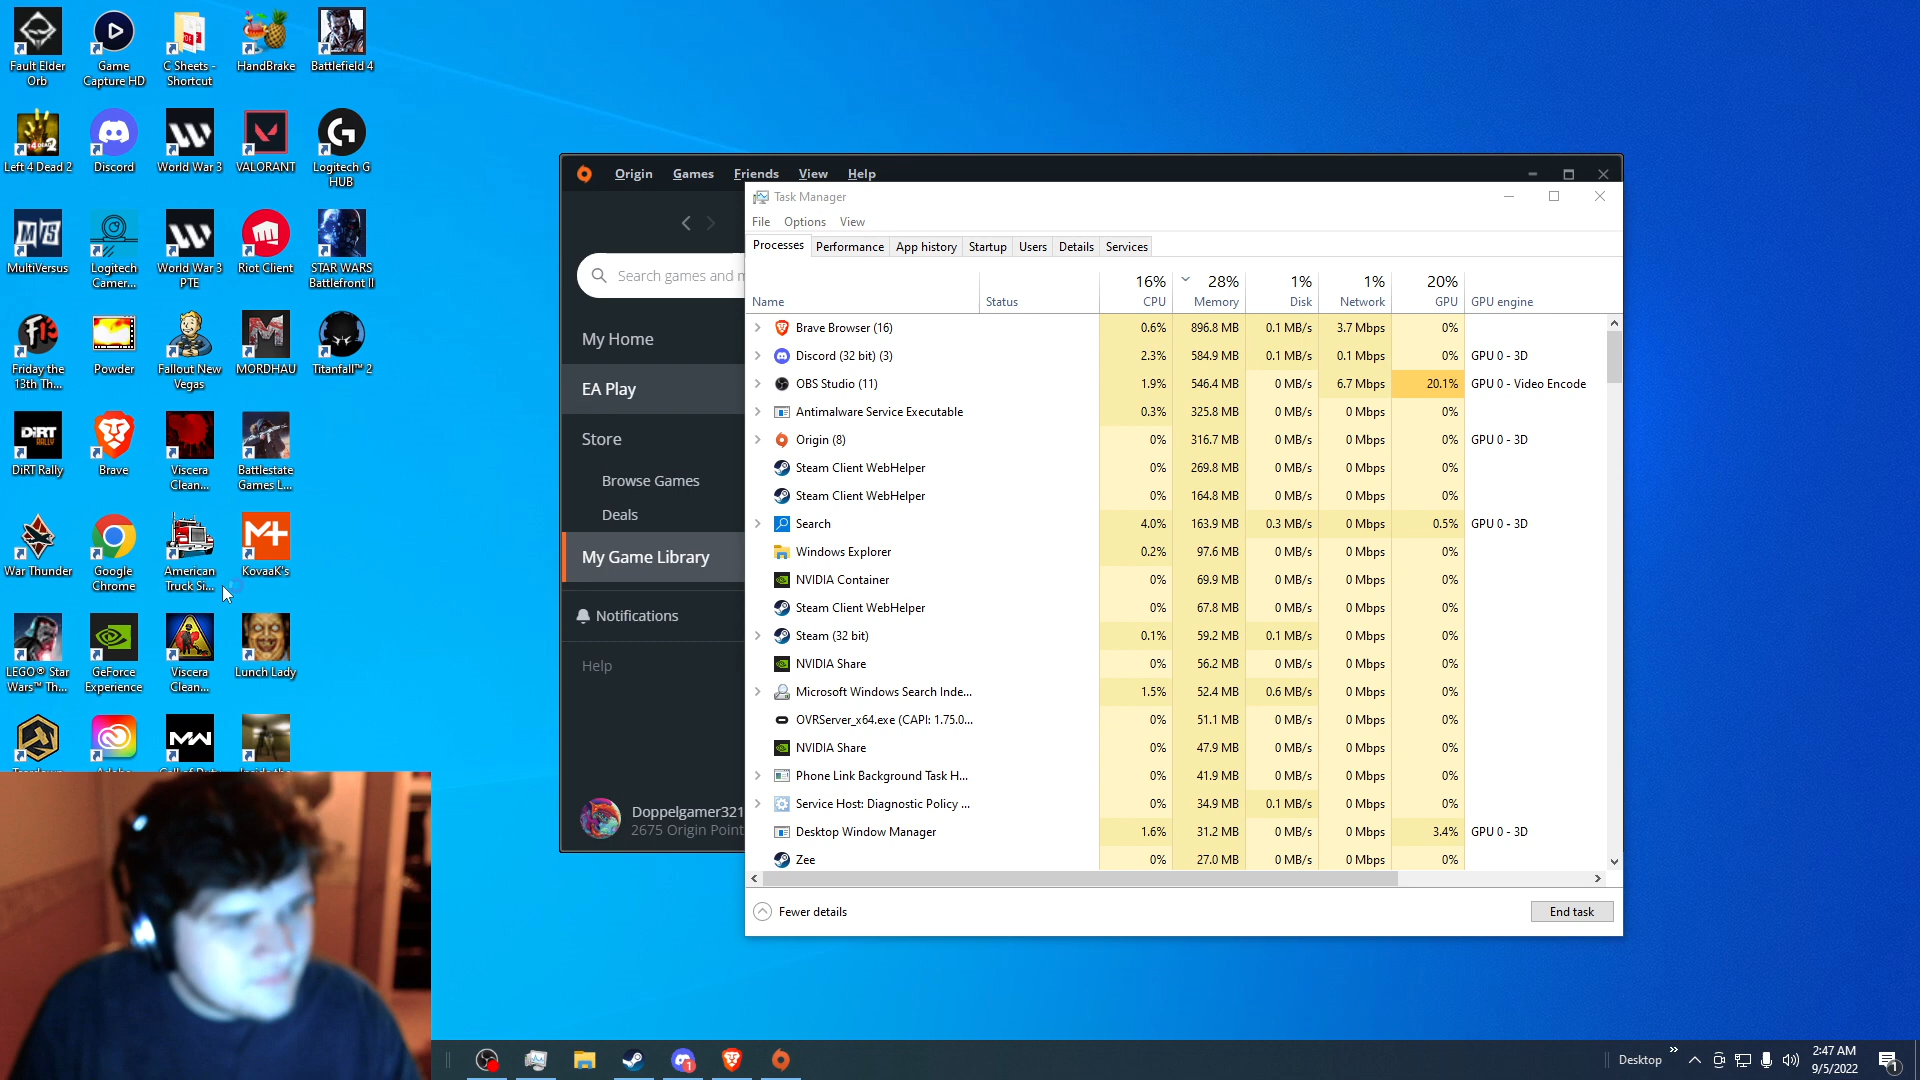 Fault Elder
Orb
Game
Capture HD
C Sheets -
Shortcut
HandBrake
Battlefield 4
Left 4 Dead 2
Discord
World War 3
VALORANT
Logitech G
HUB
MultiVersus
Logitech
Camer...
World War 3
PTE
Riot Client
STAR WARS
Battlefront II
Friday the
13th Th...
Powder
Fallout New
Vegas
MORDHAU
Titanfall™ 2
DiRT Rally
Brave
Viscera
Clean...
Battlestate
Games L...
War Thunder
Google
Chrome
American
Truck Si...
KovaaK's
LEGO® Star
Wars™ Th...
GeForce
Experience
Viscera
Clean...
Lunch Lady
Origin Games Friends View Help
Search games and m
My Home
EA Play
Store
Browse Games
Deals
My Game Library
Notifications
Help
Doppelgamer321
2675 Origin Point
Task Manager
File Options View
Processes Performance App history Startup Users Details Services
16% 28% 1% 1% 20%
Name Status CPU Memory Disk Network GPU GPU engine
Brave Browser (16) 0.6% 896.8 MB 0.1 MB/s 3.7 Mbps 0%
Discord (32 bit) (3) 2.3% 584.9 MB 0.1 MB/s 0.1 Mbps 0% GPU 0 - 3D
OBS Studio (11) 1.9% 546.4 MB 0 MB/s 6.7 Mbps 20.1% GPU 0 - Video Encode
Antimalware Service Executable 0.3% 325.8 MB 0 MB/s 0 Mbps 0%
Origin (8) 0% 316.7 MB 0 MB/s 0 Mbps 0% GPU 0 - 3D
Steam Client WebHelper 0% 269.8 MB 0 MB/s 0 Mbps 0%
Steam Client WebHelper 0% 164.8 MB 0 MB/s 0 Mbps 0%
Search 4.0% 163.9 MB 0.3 MB/s 0 Mbps 0.5% GPU 0 - 3D
Windows Explorer 0.2% 97.6 MB 0 MB/s 0 Mbps 0%
NVIDIA Container 0% 69.9 MB 0 MB/s 0 Mbps 0%
Steam Client WebHelper 0% 67.8 MB 0 MB/s 0 Mbps 0%
Steam (32 bit) 0.1% 59.2 MB 0.1 MB/s 0 Mbps 0%
NVIDIA Share 0% 56.2 MB 0 MB/s 0 Mbps 0%
Microsoft Windows Search Inde... 1.5% 52.4 MB 0.6 MB/s 0 Mbps 0%
OVRServer_x64.exe (CAPI: 1.75.0... 0% 51.1 MB 0 MB/s 0 Mbps 0%
NVIDIA Share 0% 47.9 MB 0 MB/s 0 Mbps 0%
Phone Link Background Task H... 0% 41.9 MB 0 MB/s 0 Mbps 0%
Service Host: Diagnostic Policy ... 0% 34.9 MB 0.1 MB/s 0 Mbps 0%
Desktop Window Manager 1.6% 31.2 MB 0 MB/s 0 Mbps 3.4% GPU 0 - 3D
Zee 0% 27.0 MB 0 MB/s 0 Mbps 0%
Fewer details End task
Desktop
2:47 AM
9/5/2022